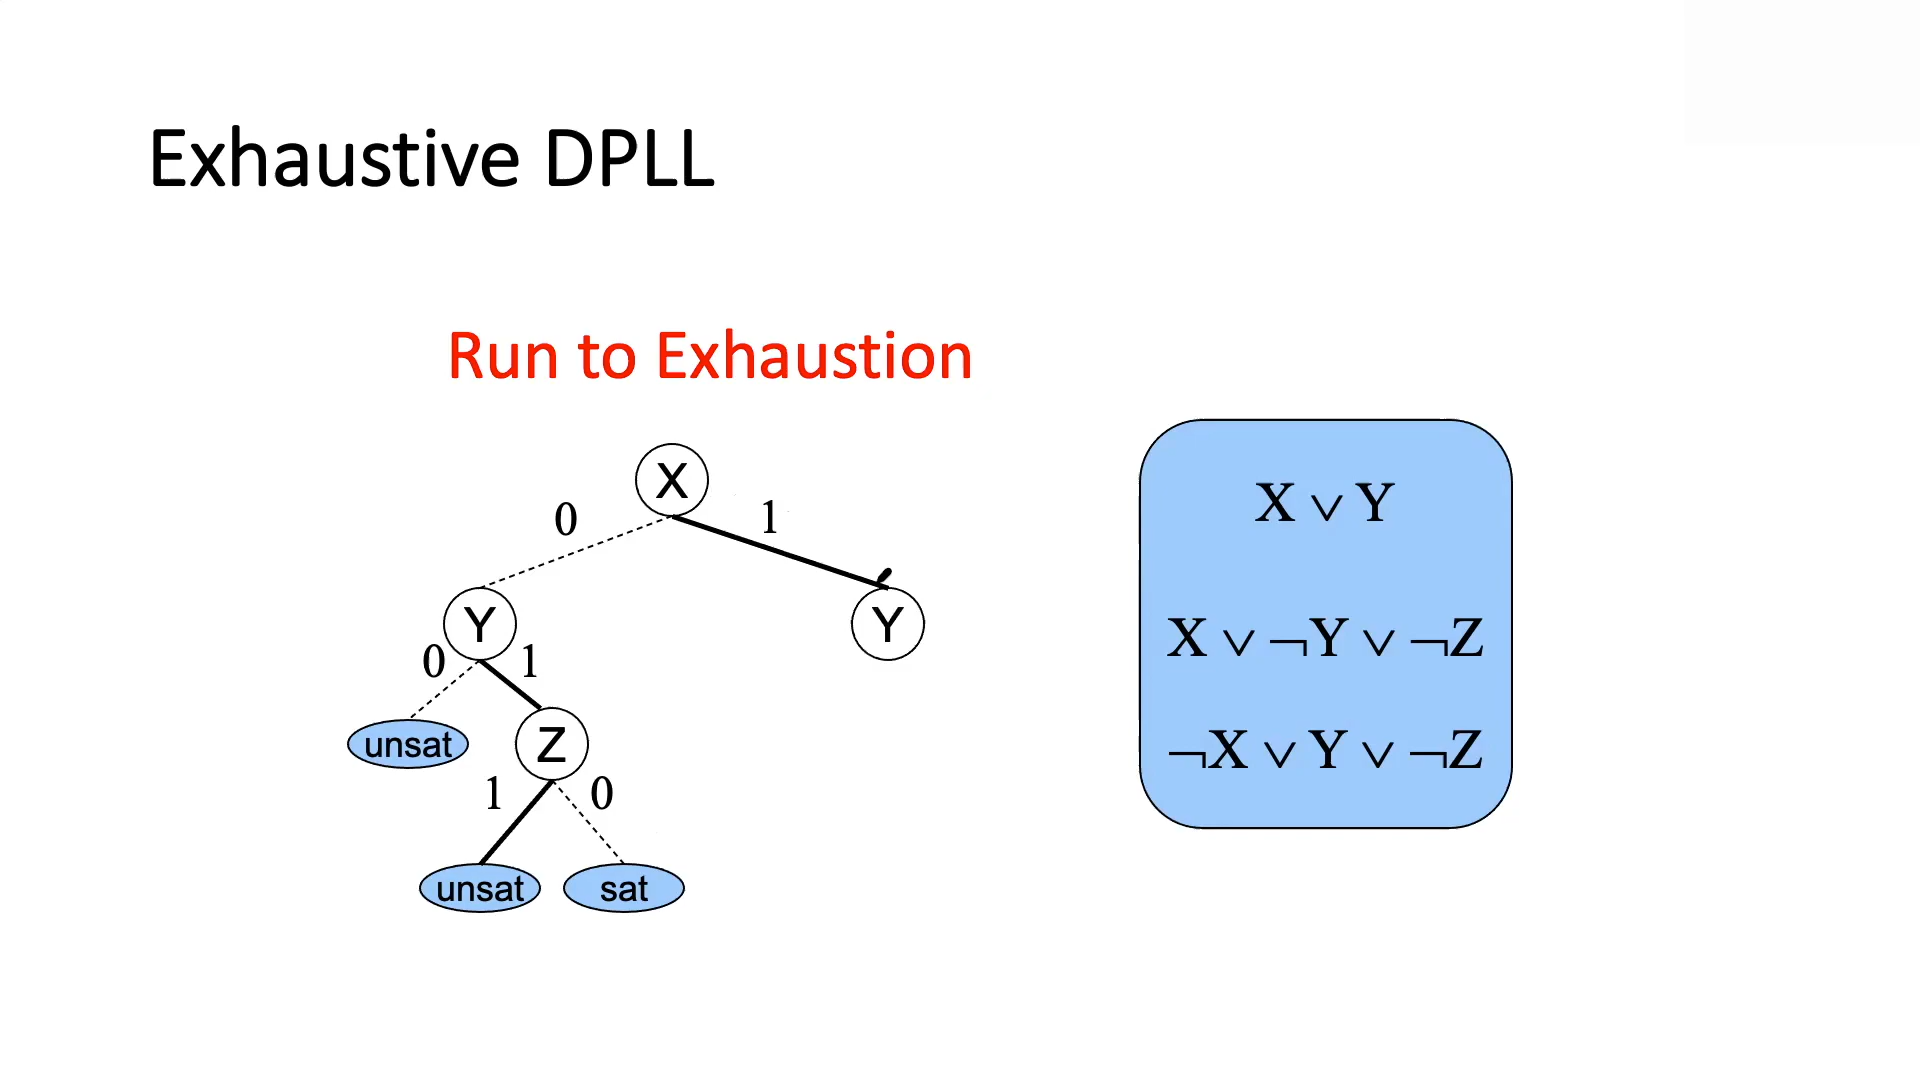 Exhaustive DPLL
Run to Exhaustion
X
0
1
Y
Y
0
1
unsat
Z
1
0
unsat
sat
X ∨ Y
X ∨ ¬Y ∨ ¬Z
¬X ∨ Y ∨ ¬Z